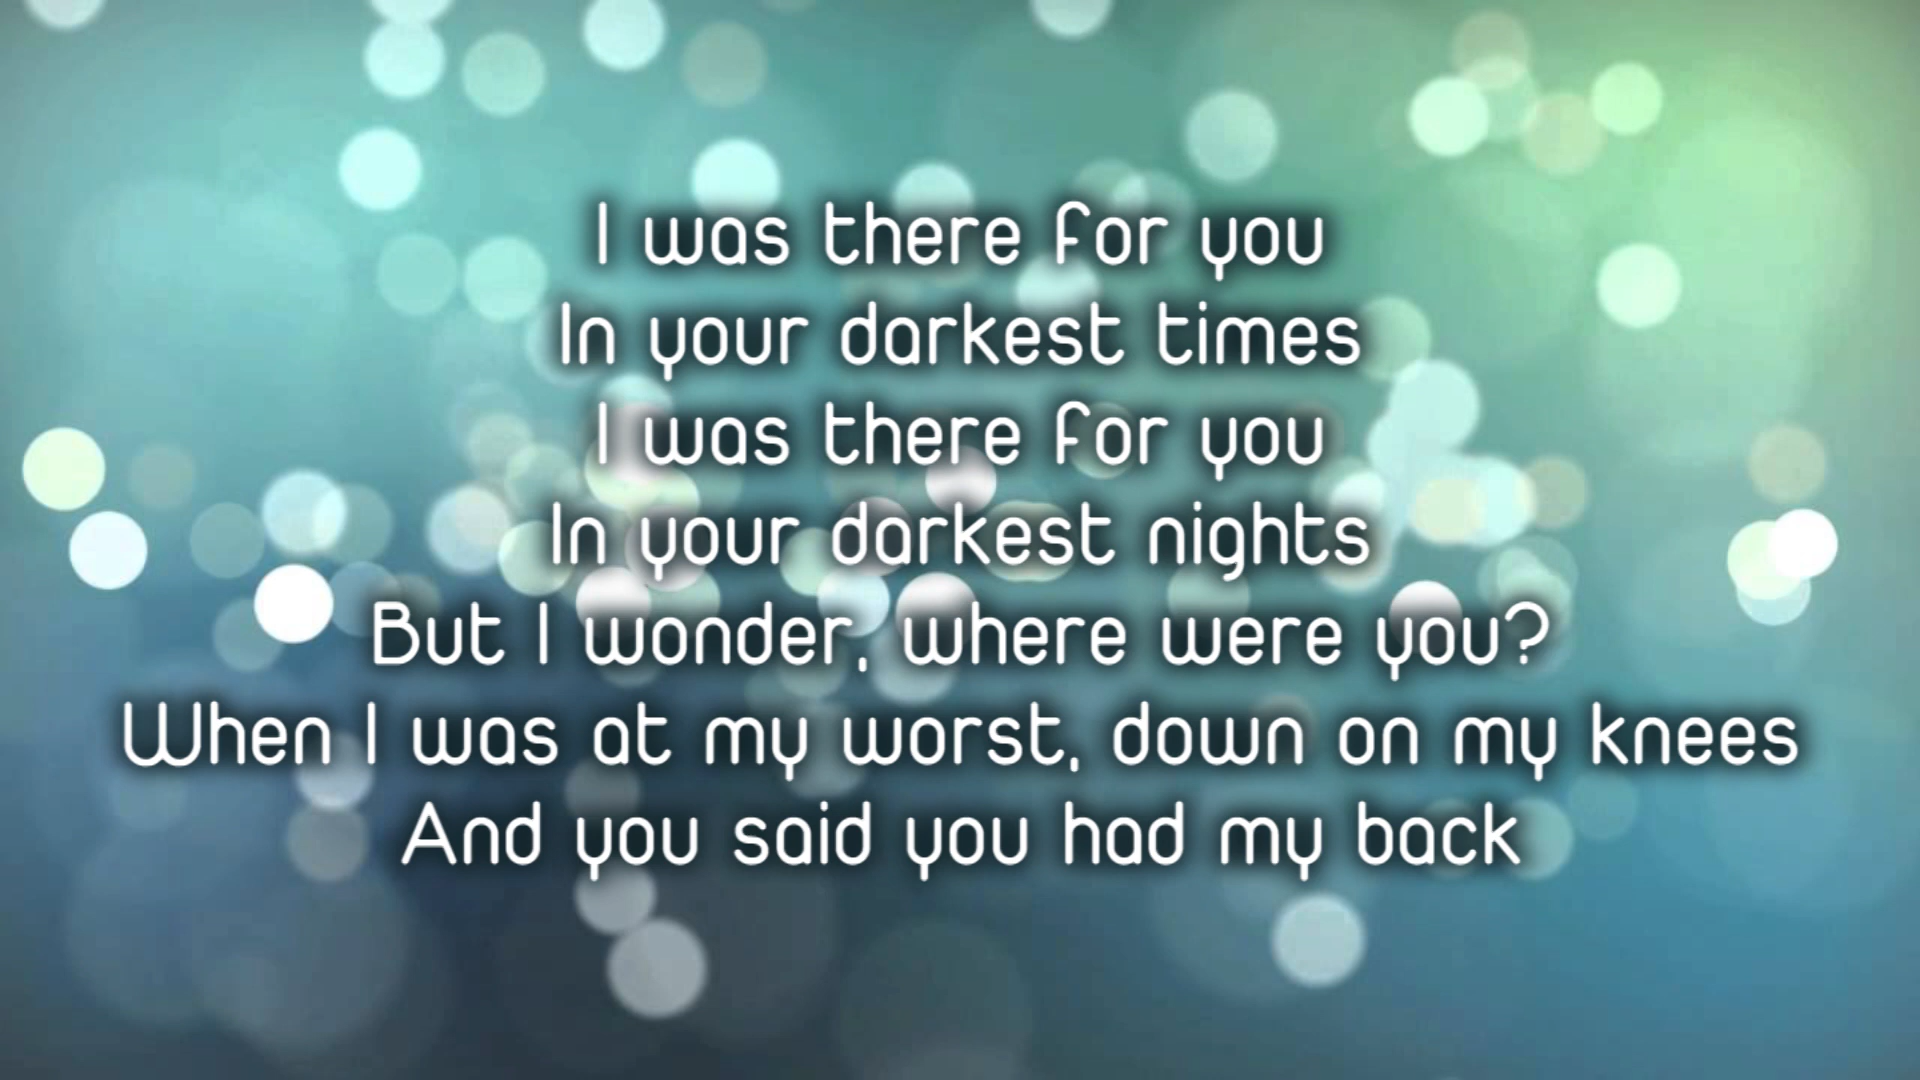 I was there for you
In your darkest times
I was there for you
In your darkest nights
But I wonder, where were you?
When I was at my worst, down on my knees
And you said you had my back